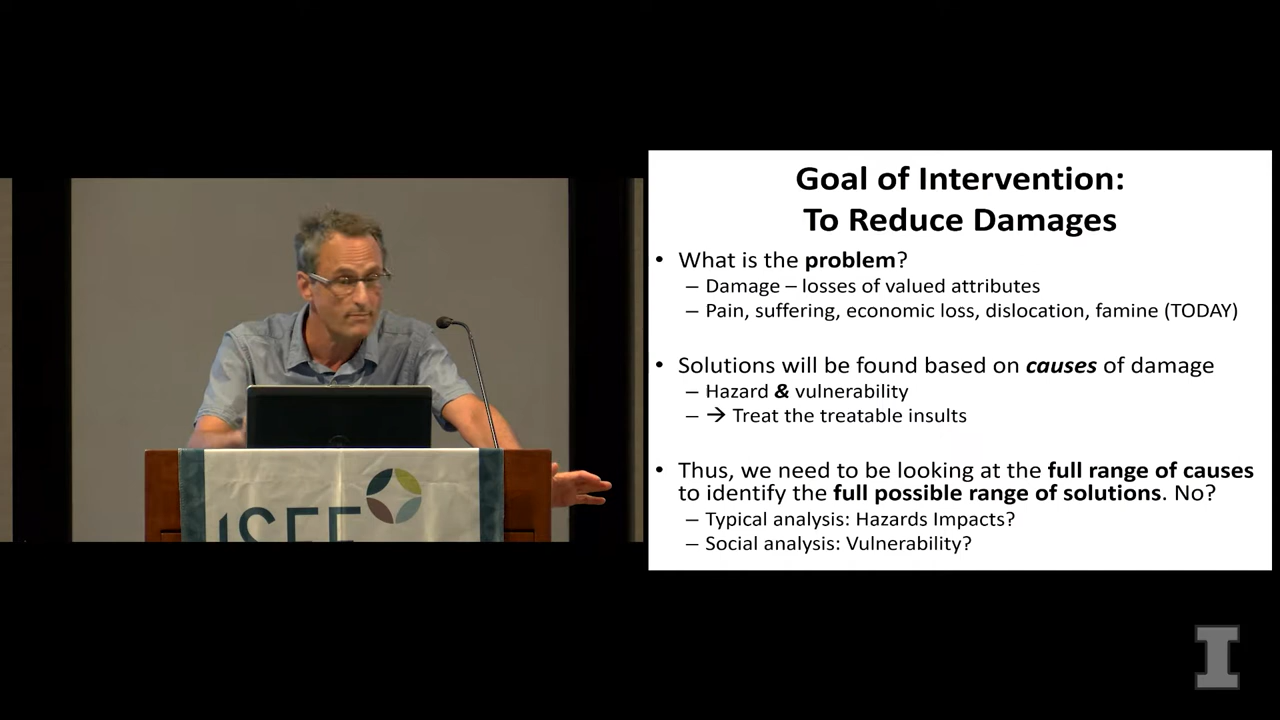 Goal of Intervention:
To Reduce Damages
• What is the problem?
– Damage – losses of valued attributes
– Pain, suffering, economic loss, dislocation, famine (TODAY)
• Solutions will be found based on causes of damage
– Hazard & vulnerability
– → Treat the treatable insults
• Thus, we need to be looking at the full range of causes
to identify the full possible range of solutions. No?
– Typical analysis: Hazards Impacts?
– Social analysis: Vulnerability?
ISEE
I